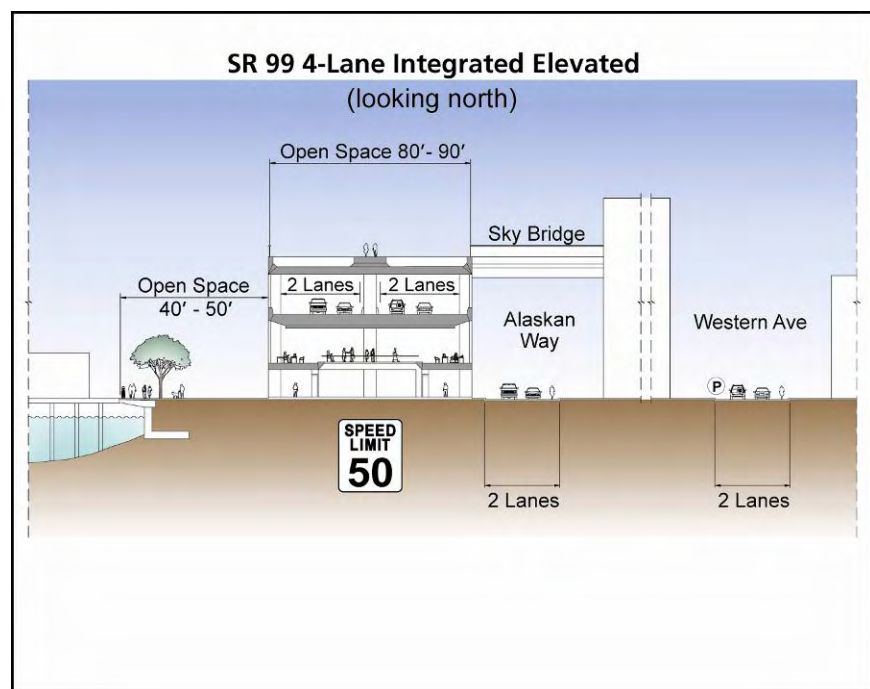 SR 99 4-Lane Integrated Elevated
(looking north)
Open Space 80'- 90'
Sky Bridge
Open Space
40' - 50'
2 Lanes
2 Lanes
Alaskan
Way
Western Ave
P
SPEED
LIMIT
50
2 Lanes
2 Lanes